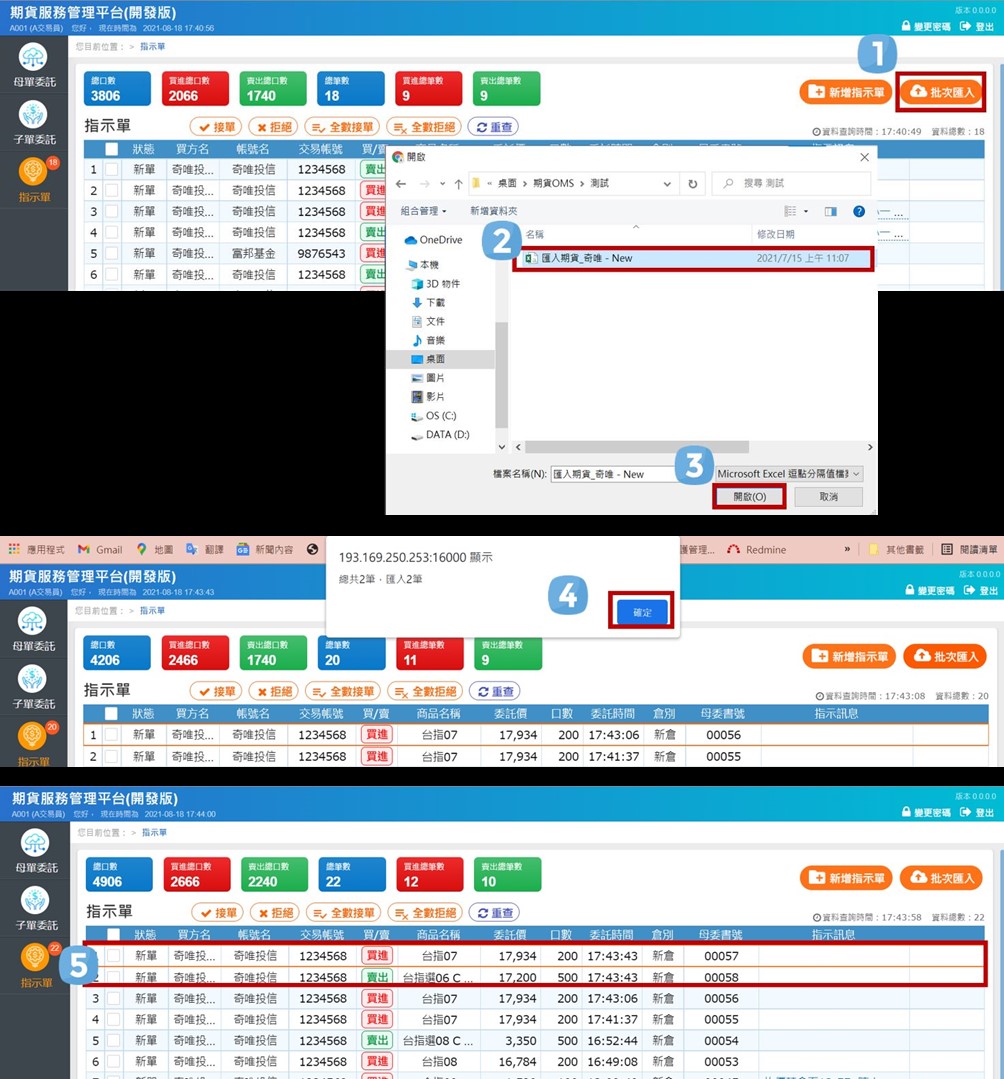 期貨服務管理平台(開發版)
版本 0.0.0.0
A001 (A交易員) 您好， 現在時間為 2021-08-18 17:40:56
變更密碼 登出
您目前位置： > 指示單
母單委託
子單委託
18
指示單
1
總口數 3806
買進總口數 2066
賣出總口數 1740
總筆數 18
買進總筆數 9
賣出總筆數 9
新增指示單 批次匯入
指示單 接單 拒絕 全數接單 全數拒絕 重查
資料查詢時間：17:40:49 資料總數：18
狀態 買方名 帳號名 交易帳號 買/賣
1 新單 奇唯投... 奇唯投信 1234568 賣出
2 新單 奇唯投... 奇唯投信 1234568 買進
3 新單 奇唯投... 奇唯投信 1234568 買進
4 新單 奇唯投... 奇唯投信 1234568 賣出
5 新單 奇唯投... 富邦基金 9876543 買進
6 新單 奇唯投... 奇唯投信 1234568 賣出
開啟
« 桌面 › 期貨OMS › 測試
搜尋 測試
組合管理 新增資料夾
2
名稱 修改日期
匯入期貨_奇唯 - New 2021/7/15 上午 11:07
OneDrive
本機
3D 物件
下載
文件
音樂
桌面
圖片
影片
OS (C:)
DATA (D:)
3
檔案名稱(N): 匯入期貨_奇唯 - New
Microsoft Excel 逗點分隔值檔
開啟(O) 取消
應用程式 Gmail 地圖 翻譯 新聞內容
護管理... Redmine » 其他書籤 閱讀清單
193.169.250.253:16000 顯示
總共2筆，匯入2筆
4
確定
期貨服務管理平台(開發版)
版本 0.0.0.0
A001 (A交易員) 您好， 現在時間為 2021-08-18 17:43:43
變更密碼 登出
您目前位置： > 指示單
母單委託
子單委託
20
指示單
總口數 4206
買進總口數 2466
賣出總口數 1740
總筆數 20
買進總筆數 11
賣出總筆數 9
新增指示單 批次匯入
指示單 接單 拒絕 全數接單 全數拒絕 重查
資料查詢時間：17:43:08 資料總數：20
狀態 買方名 帳號名 交易帳號 買/賣 商品名稱 委託價 口數 委託時間 倉別 母委書號 指示訊息
1 新單 奇唯投... 奇唯投信 1234568 買進 台指07 17,934 200 17:43:06 新倉 00056
2 新單 奇唯投... 奇唯投信 1234568 買進 台指07 17,934 200 17:41:37 新倉 00055
期貨服務管理平台(開發版)
版本 0.0.0.0
A001 (A交易員) 您好， 現在時間為 2021-08-18 17:44:00
變更密碼 登出
您目前位置： > 指示單
母單委託
子單委託
22
指示單
5
總口數 4906
買進總口數 2666
賣出總口數 2240
總筆數 22
買進總筆數 12
賣出總筆數 10
新增指示單 批次匯入
指示單 接單 拒絕 全數接單 全數拒絕 重查
資料查詢時間：17:43:58 資料總數：22
狀態 買方名 帳號名 交易帳號 買/賣 商品名稱 委託價 口數 委託時間 倉別 母委書號 指示訊息
新單 奇唯投... 奇唯投信 1234568 買進 台指07 17,934 200 17:43:43 新倉 00057
2 新單 奇唯投... 奇唯投信 1234568 賣出 台指選06 C ... 17,200 500 17:43:43 新倉 00058
3 新單 奇唯投... 奇唯投信 1234568 買進 台指07 17,934 200 17:43:06 新倉 00056
4 新單 奇唯投... 奇唯投信 1234568 買進 台指07 17,934 200 17:41:37 新倉 00055
5 新單 奇唯投... 奇唯投信 1234568 賣出 台指選08 C ... 3,350 500 16:52:44 新倉 00054
6 新單 奇唯投... 奇唯投信 1234568 買進 台指08 16,784 200 16:49:08 新倉 00053